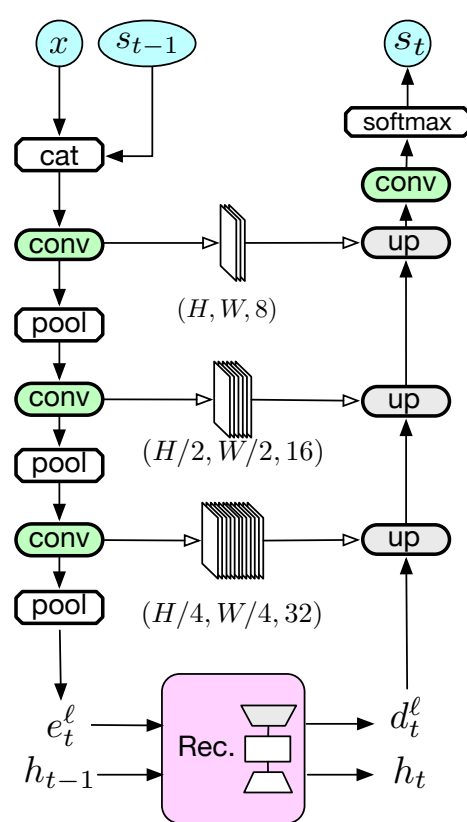 x
s_{t-1}
s_t
softmax
cat
conv
conv
up
(H, W, 8)
pool
conv
up
(H/2, W/2, 16)
pool
conv
up
(H/4, W/4, 32)
pool
e_t^ℓ
Rec.
d_t^ℓ
h_{t-1}
h_t